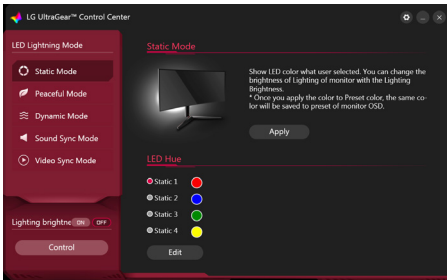 LG UltraGear™ Control Center
LED Lightning Mode
Static Mode
Peaceful Mode
Dynamic Mode
Sound Sync Mode
Video Sync Mode
Lighting brightne ON OFF
Control
Static Mode
Show LED color what user selected. You can change the
brightness of Lighting of monitor with the Lighting
Brightness.
* Once you apply the color to Preset color, the same co-
lor will be saved to preset of monitor OSD.
Apply
LED Hue
Static 1
Static 2
Static 3
Static 4
Edit